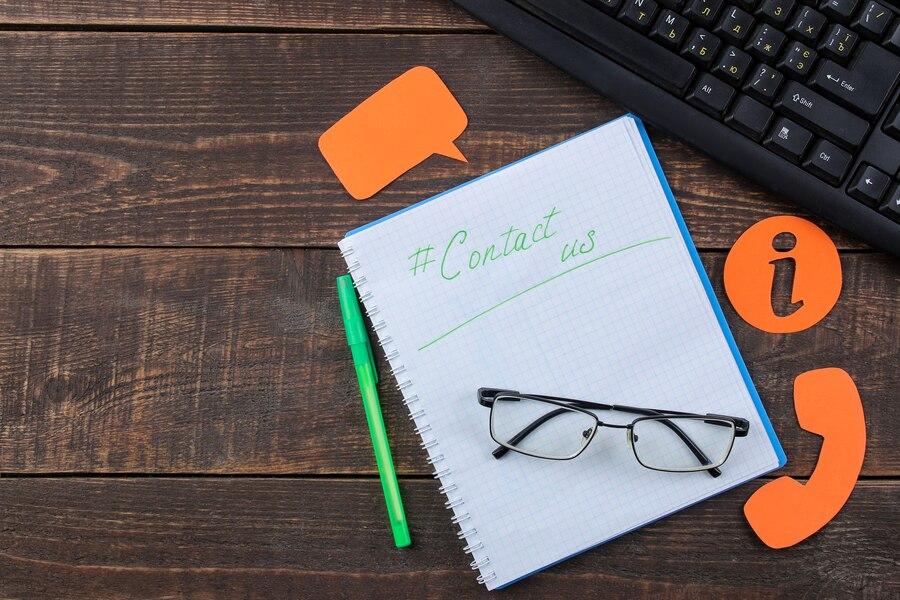 # Contact us
i
N Т
M Ь
< Б
> Ю
? .
L Д
: Ж
" Э
Alt
Shift
Enter
Ctrl